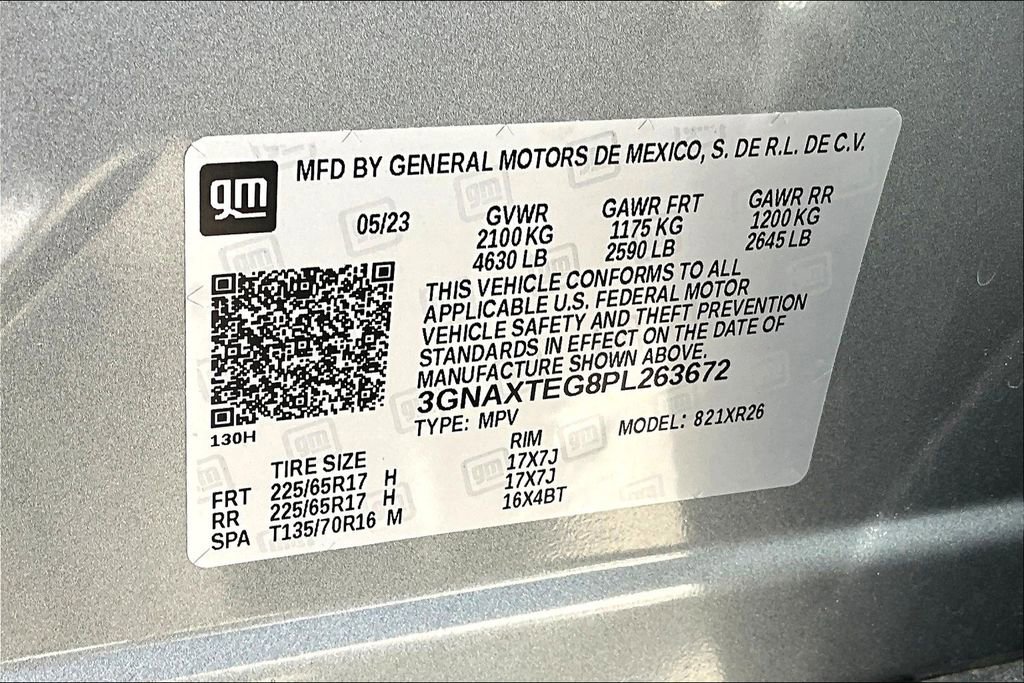 gm
MFD BY GENERAL MOTORS DE MEXICO, S. DE R.L. DE C.V.
05/23 GVWR GAWR FRT GAWR RR
2100 KG 1175 KG 1200 KG
4630 LB 2590 LB 2645 LB
THIS VEHICLE CONFORMS TO ALL
APPLICABLE U.S. FEDERAL MOTOR
VEHICLE SAFETY AND THEFT PREVENTION
STANDARDS IN EFFECT ON THE DATE OF
MANUFACTURE SHOWN ABOVE.
3GNAXTEG8PL263672
TYPE: MPV MODEL: 821XR26
130H
TIRE SIZE RIM
FRT 225/65R17 H 17X7J
RR 225/65R17 H 17X7J
SPA T135/70R16 M 16X4BT